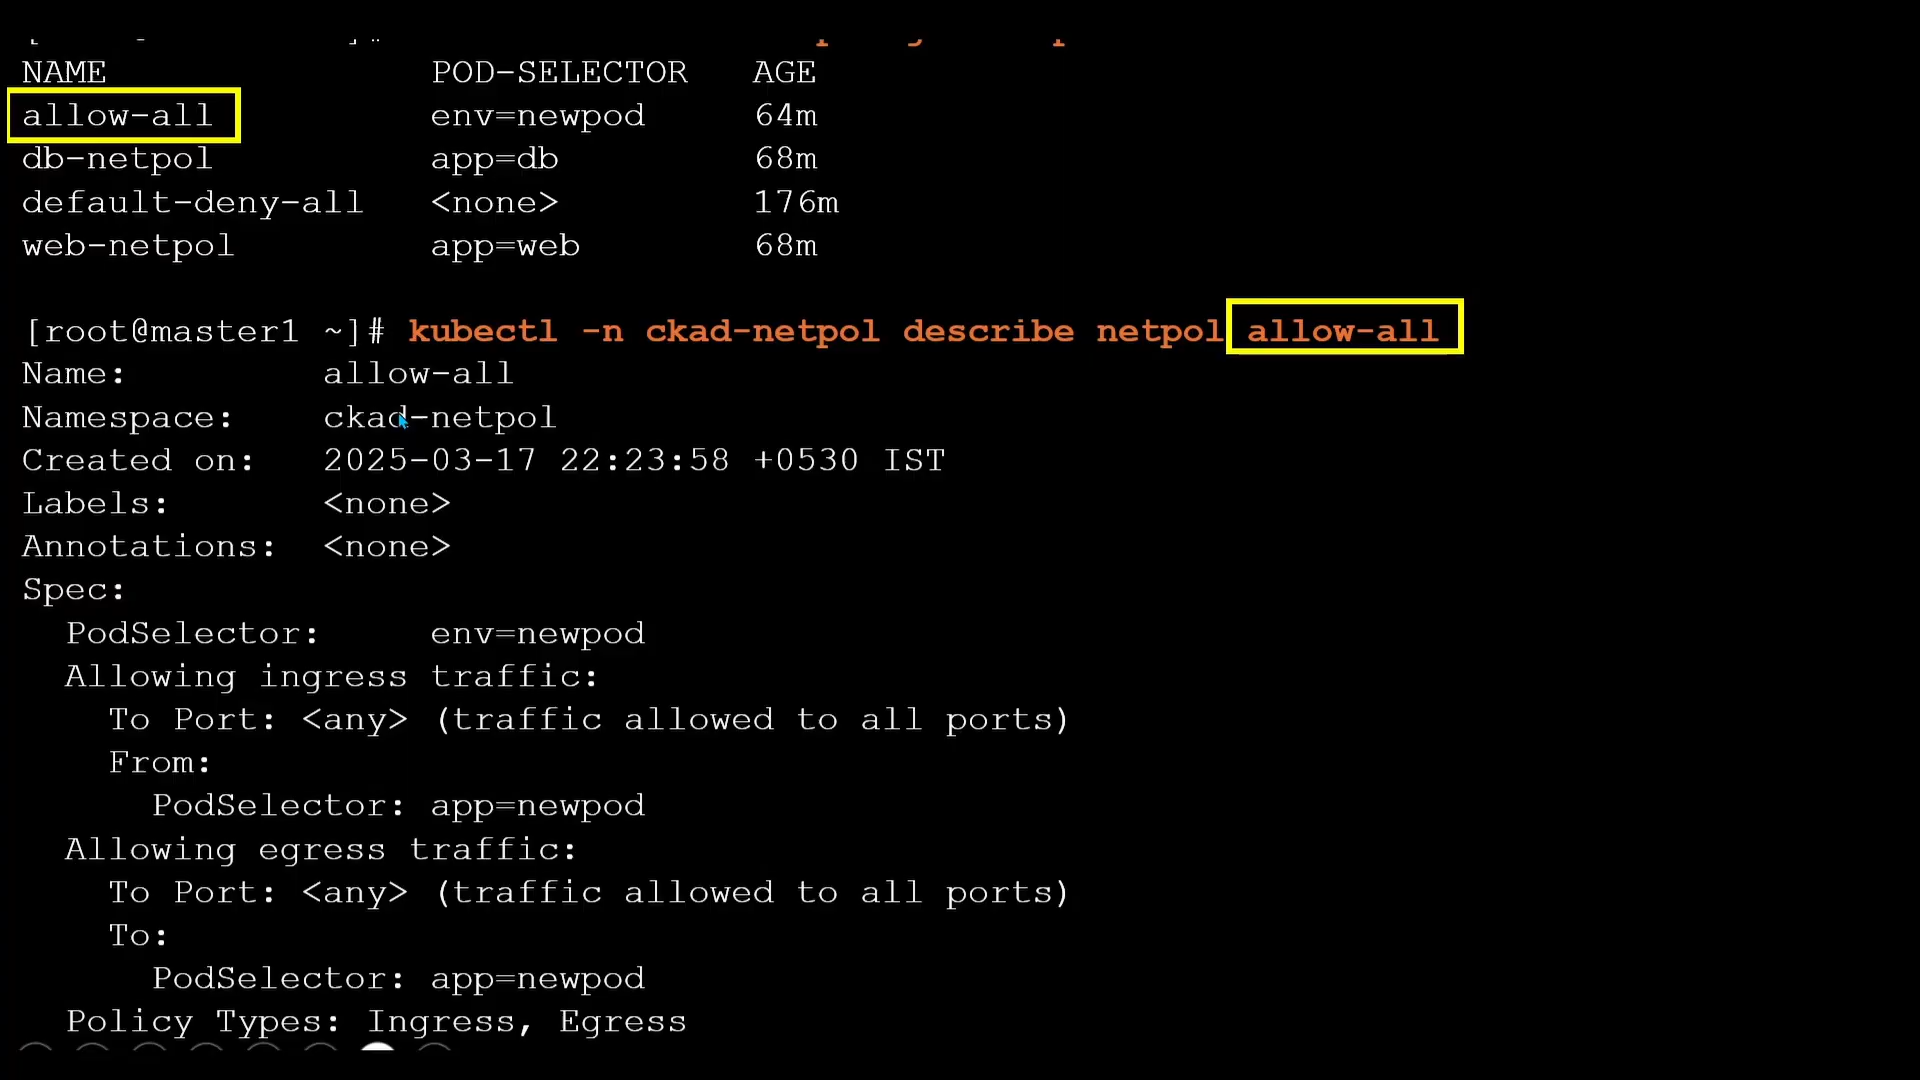 NAME POD-SELECTOR AGE
allow-all env=newpod 64m
db-netpol app=db 68m
default-deny-all <none> 176m
web-netpol app=web 68m
[root@master1 ~]# kubectl -n ckad-netpol describe netpol allow-all
Name: allow-all
Namespace: ckad-netpol
Created on: 2025-03-17 22:23:58 +0530 IST
Labels: <none>
Annotations: <none>
Spec:
PodSelector: env=newpod
Allowing ingress traffic:
To Port: <any> (traffic allowed to all ports)
From:
PodSelector: app=newpod
Allowing egress traffic:
To Port: <any> (traffic allowed to all ports)
To:
PodSelector: app=newpod
Policy Types: Ingress, Egress